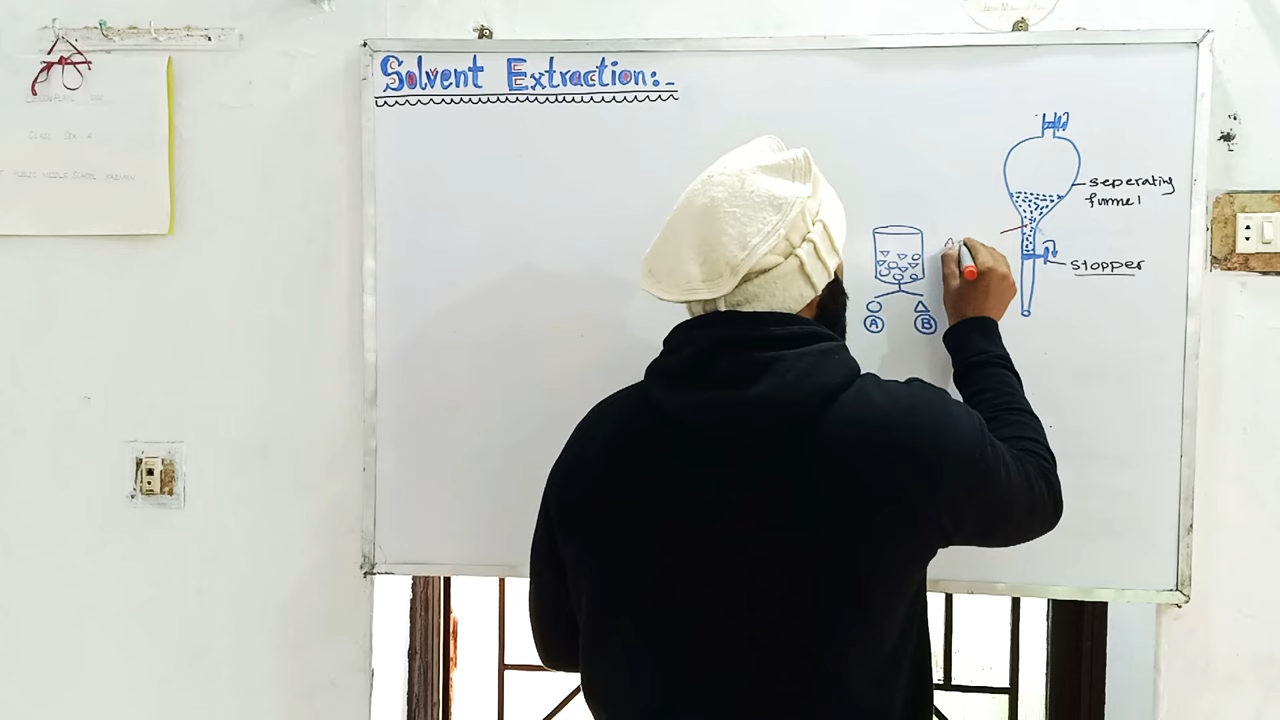 Solvent Extraction:-
seperating
funnel
stopper
A
B